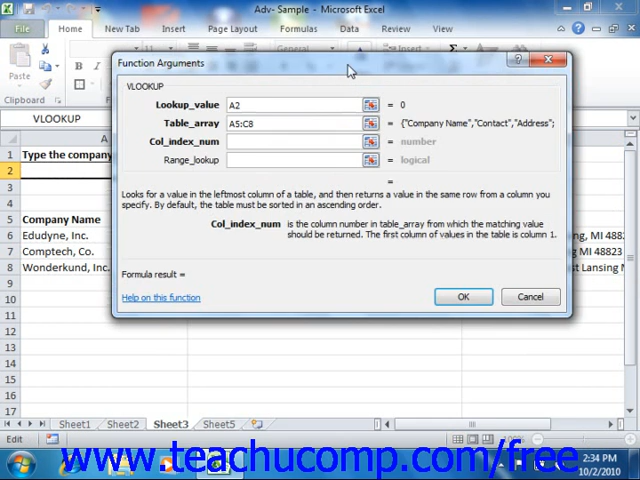 Adv- Sample - Microsoft Excel
File Home Insert Page Layout Formulas Data Review View
Paste
Clipboard
Function Arguments
VLOOKUP
VLOOKUP
Lookup_value A2 = 0
Table_array A5:C8 = {"Company Name","Contact","Address";
Col_index_num = number
Range_lookup = logical
=
Looks for a value in the leftmost column of a table, and then returns a value in the same row from a column you
specify. By default, the table must be sorted in an ascending order.
Col_index_num is the column number in table_array from which the matching value
should be returned. The first column of values in the table is column 1.
Formula result =
Help on this function
OK Cancel
A
1 Type the company
2
3
5 Company Name
6 Eudyne, Inc. g, MI 4882
7 Comptech, Co. MI 48823
8 Wonderkund, Inc. st Lansing M
9
10
11
12
13
14
15
16
17
Sheet1 Sheet2 Sheet3 Sheet5
Edit 100%
www.teachucomp.com/free
2:34 PM
10/2/2010